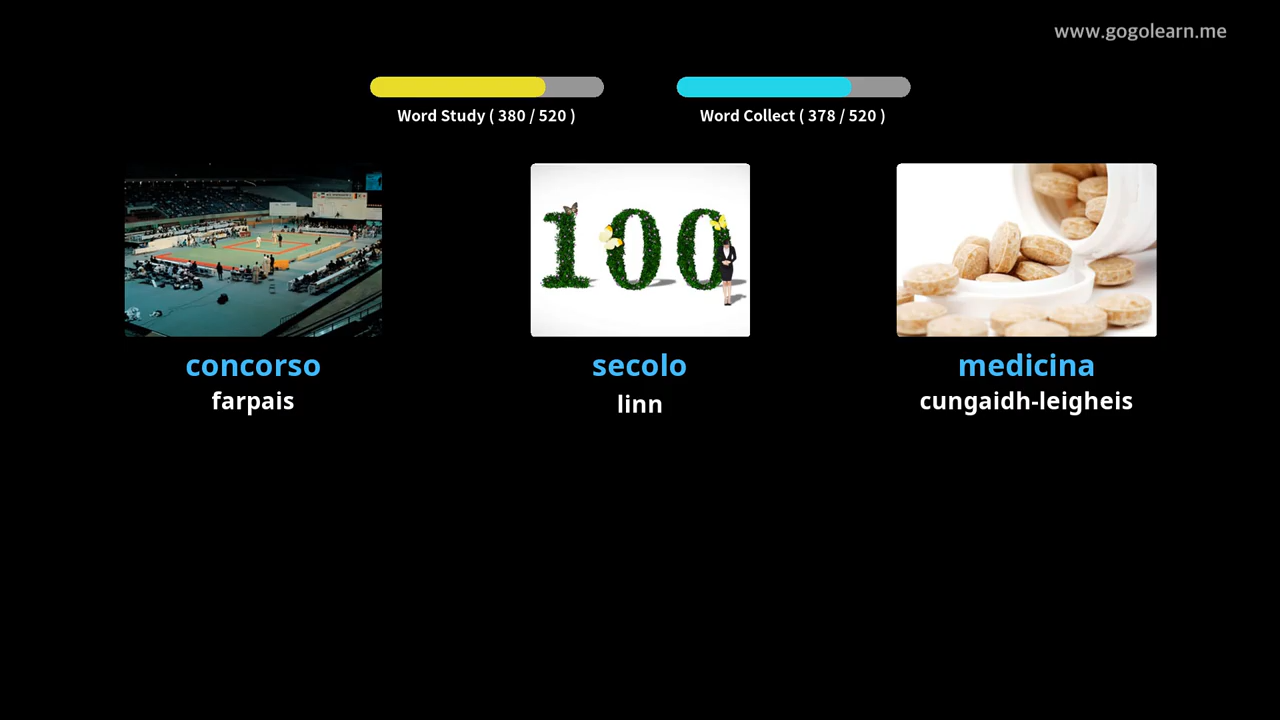 www.gogolearn.me
Word Study ( 380 / 520 )
Word Collect ( 378 / 520 )
100
concorso
secolo
medicina
farpais
linn
cungaidh-leigheis